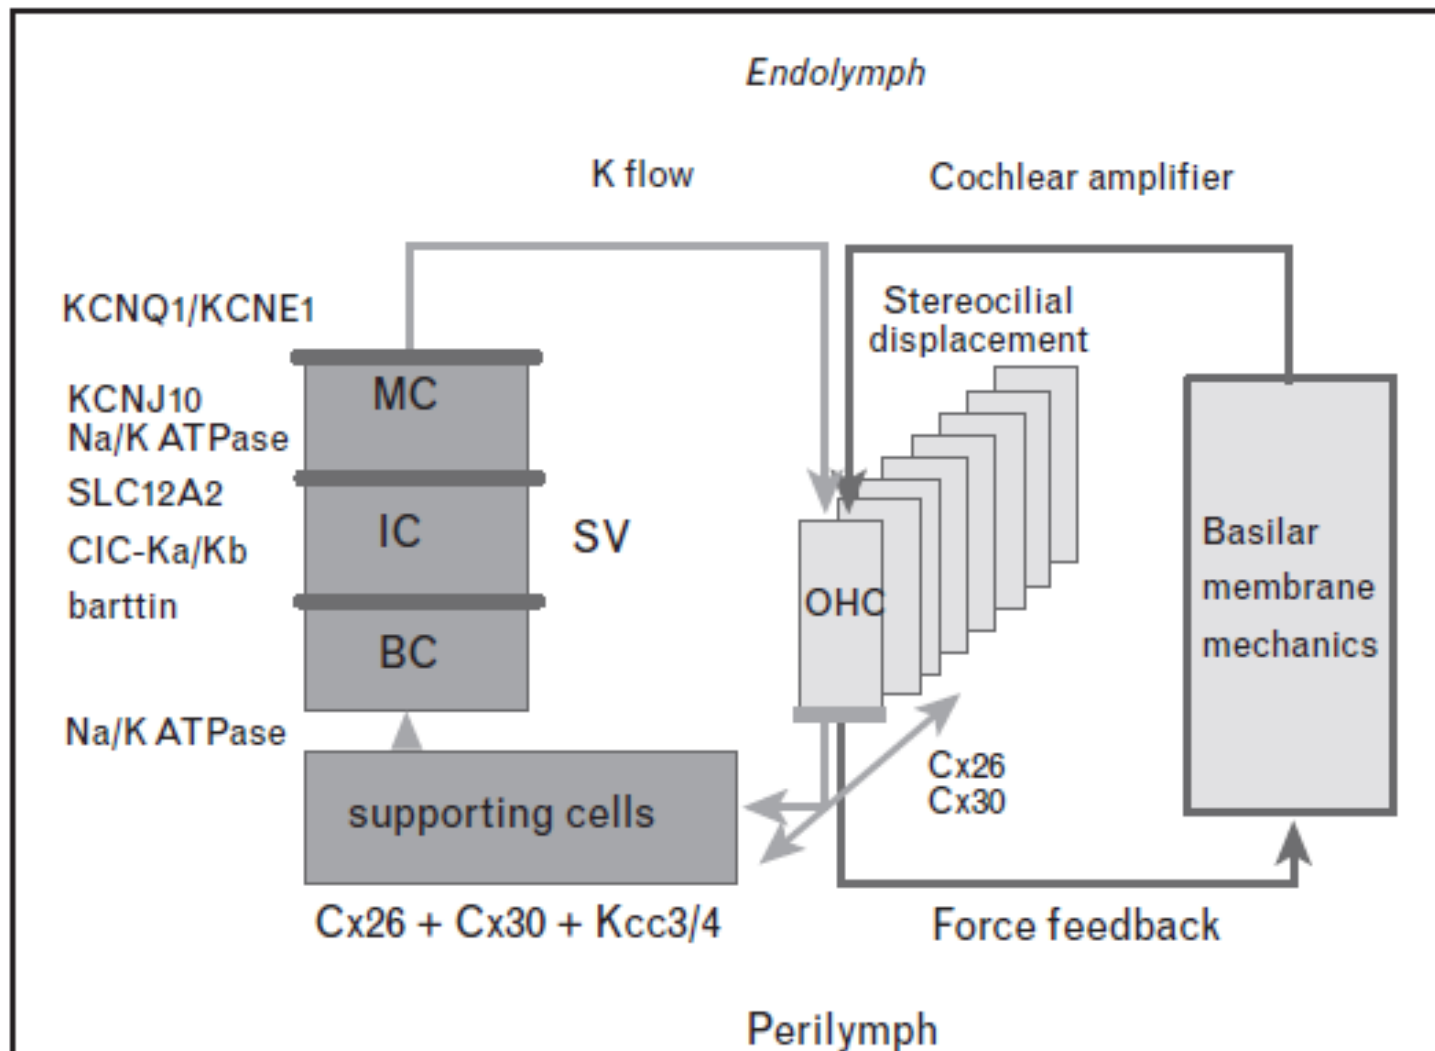 Endolymph
K flow
Cochlear amplifier
KCNQ1/KCNE1
Stereocilial
displacement
MC
KCNJ10
Na/K ATPase
SLC12A2
IC
SV
CIC-Ka/Kb
barttin
BC
Na/K ATPase
OHC
Basilar
membrane
mechanics
Cx26
Cx30
supporting cells
Cx26 + Cx30 + Kcc3/4
Force feedback
Perilymph